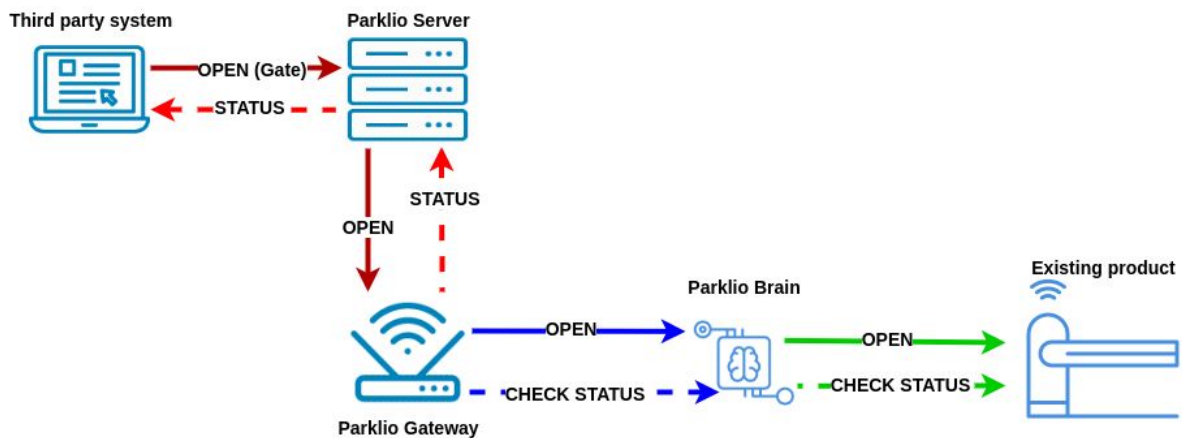 Third party system
Parklio Server
OPEN (Gate)
STATUS
STATUS
OPEN
Existing product
Parklio Brain
OPEN
OPEN
CHECK STATUS
CHECK STATUS
Parklio Gateway